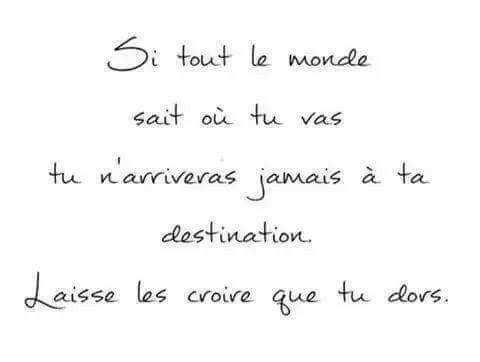 Si tout le monde
sait où tu vas
tu n'arriveras jamais à ta
destination.
Laisse les croire que tu dors.